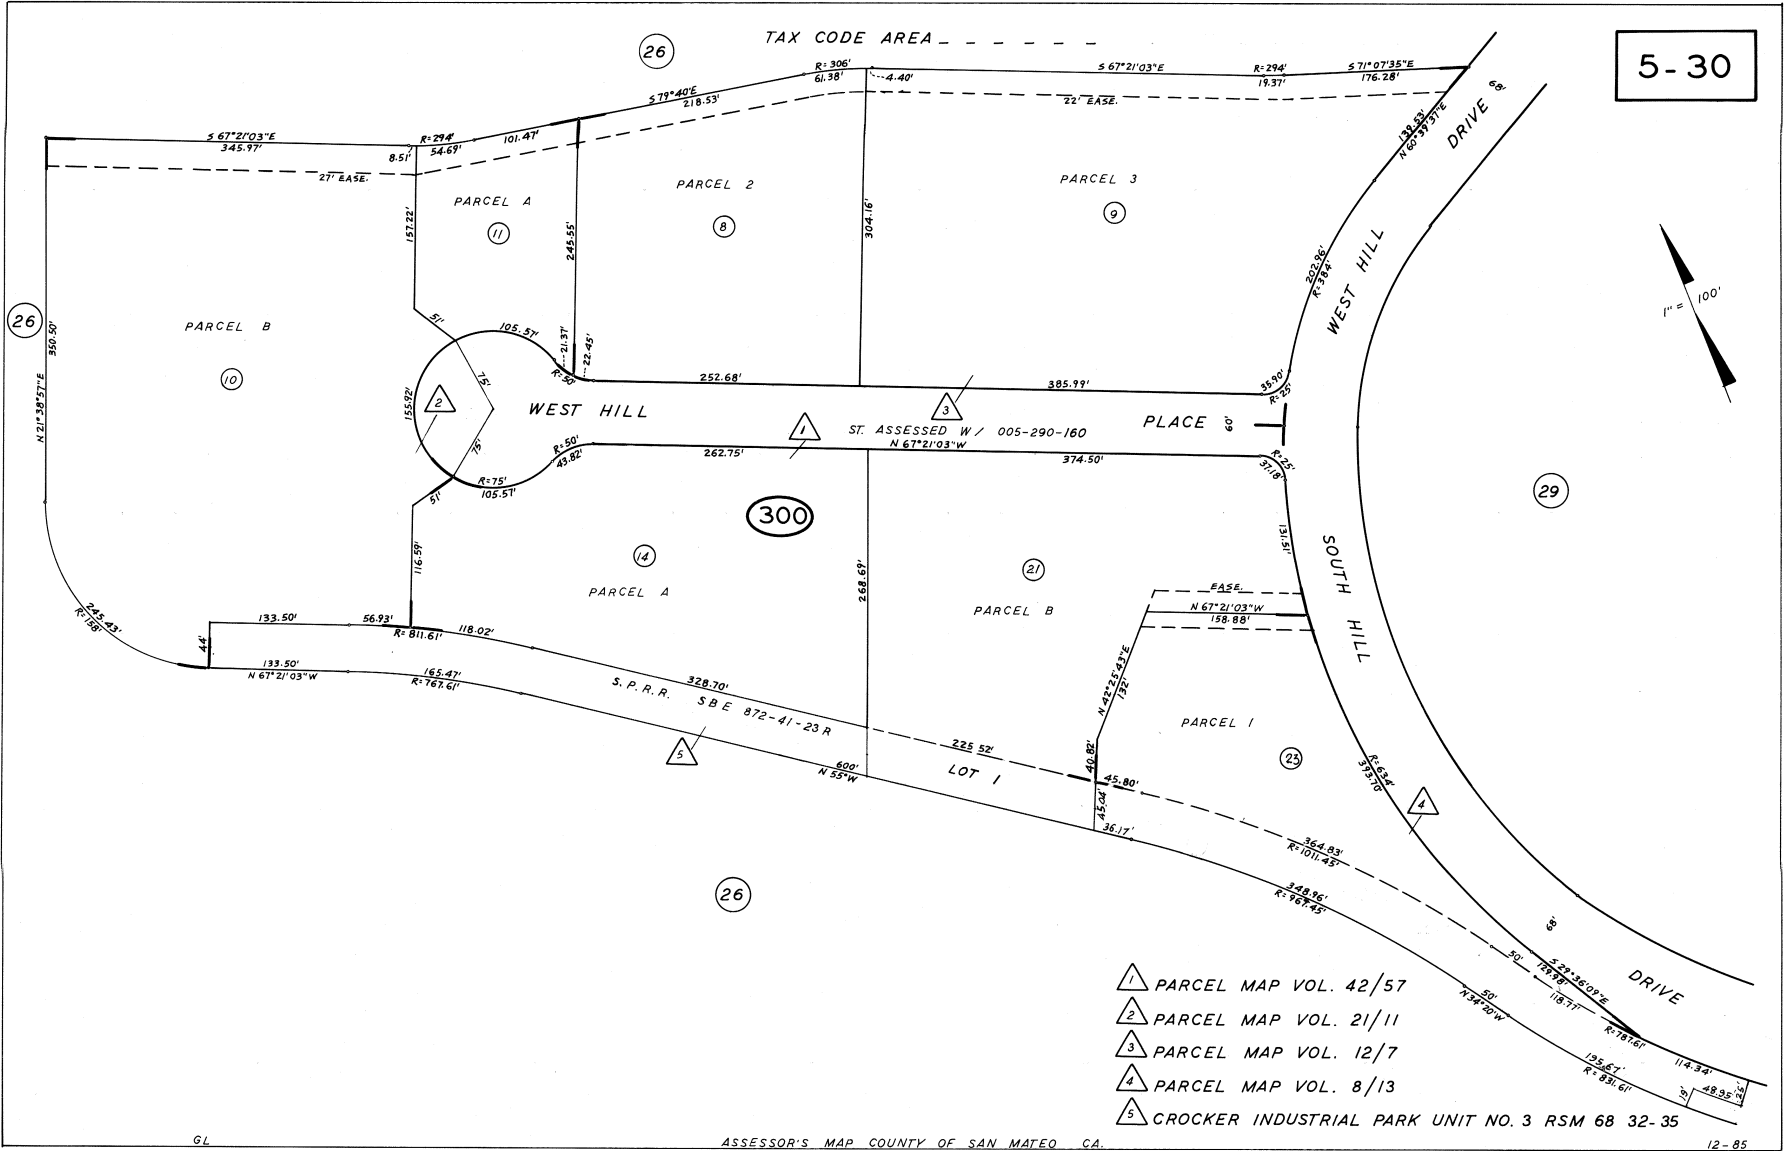 TAX CODE AREA
5-30
26
S 67°21'03"E
345.97'
8.51'
R=294'
54.69'
101.47'
S 79°40'E
218.53'
R=306'
61.38'
4.40'
S 67°21'03"E
R=294'
19.37'
S 71°07'35"E
176.28'
22' EASE.
27' EASE.
139.53'
N 60°39'37"E
DRIVE
68'
PARCEL A
11
PARCEL 2
8
PARCEL 3
9
157.22'
245.55'
304.16'
202.96'
R=384'
WEST HILL
1" = 100'
26
350.50'
N 21°38'57"E
PARCEL B
10
51'
105.57'
21.37'
22.45'
R=50'
75'
155.92'
2
252.68'
385.99'
35.90'
R=25'
WEST HILL
PLACE
60'
3
1
ST. ASSESSED W/ 005-290-160
N 67°21'03"W
75'
R=50'
43.82'
262.75'
374.50'
R=25'
37.18'
R=75'
105.57'
51'
300
29
116.59'
14
PARCEL A
268.69'
21
PARCEL B
131.51'
SOUTH HILL
EASE.
N 67°21'03"W
158.88'
245.43'
R=158'
133.50'
56.93'
R=811.61'
118.02'
44'
133.50'
N 67°21'03"W
165.47'
R=767.61'
328.70'
S.P.R.R. SBE 872-41-23R
5
N 42°25'43"E
132'
PARCEL 1
23
225.52'
LOT 1
40.82'
45.80'
45.04'
36.17'
600'
N 55°W
R=634'
393.70'
4
364.83'
R=1011.45'
348.96'
R=967.45'
26
68'
50'
S 29°36'09"E
129.98'
118.77'
DRIVE
50'
N 34°20'W
R=787.61'
114.34'
195.67'
R=831.61'
19'
48.95'
25'
1 PARCEL MAP VOL. 42/57
2 PARCEL MAP VOL. 21/11
3 PARCEL MAP VOL. 12/7
4 PARCEL MAP VOL. 8/13
5 CROCKER INDUSTRIAL PARK UNIT NO. 3 RSM 68 32-35
GL
ASSESSOR'S MAP COUNTY OF SAN MATEO CA.
12-85